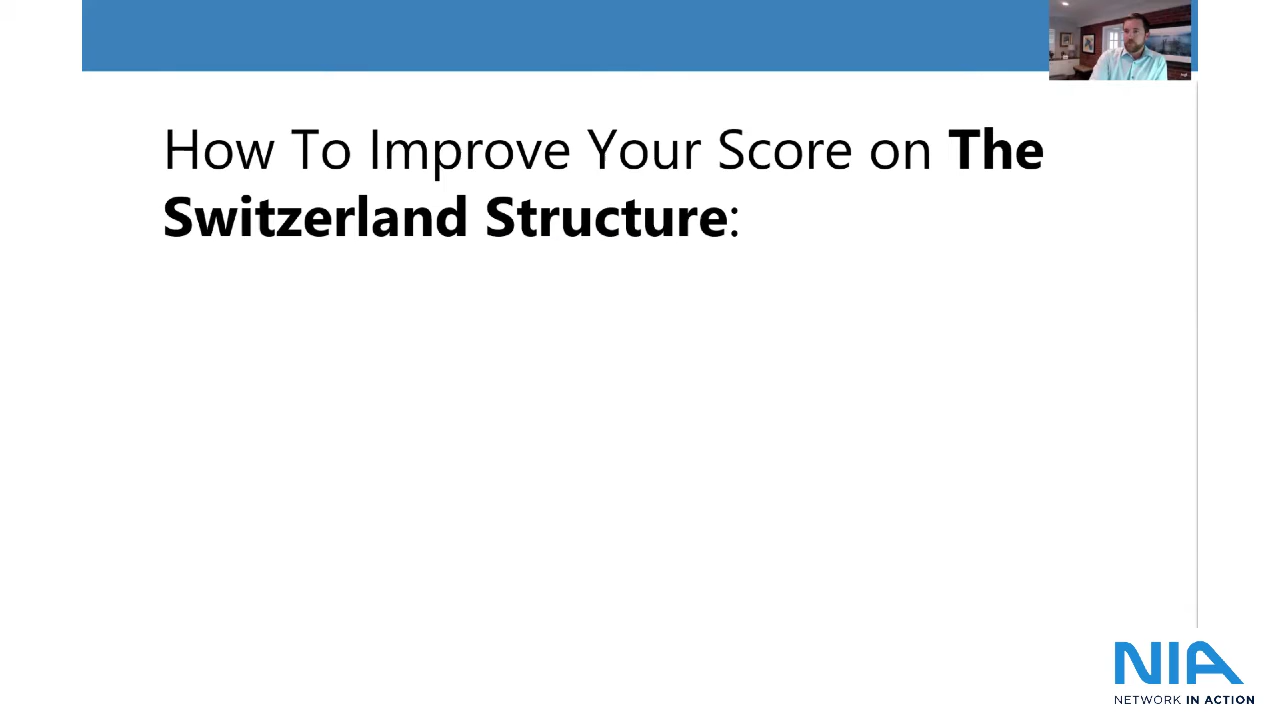 How To Improve Your Score on The
Switzerland Structure:
NIA
NETWORK IN ACTION